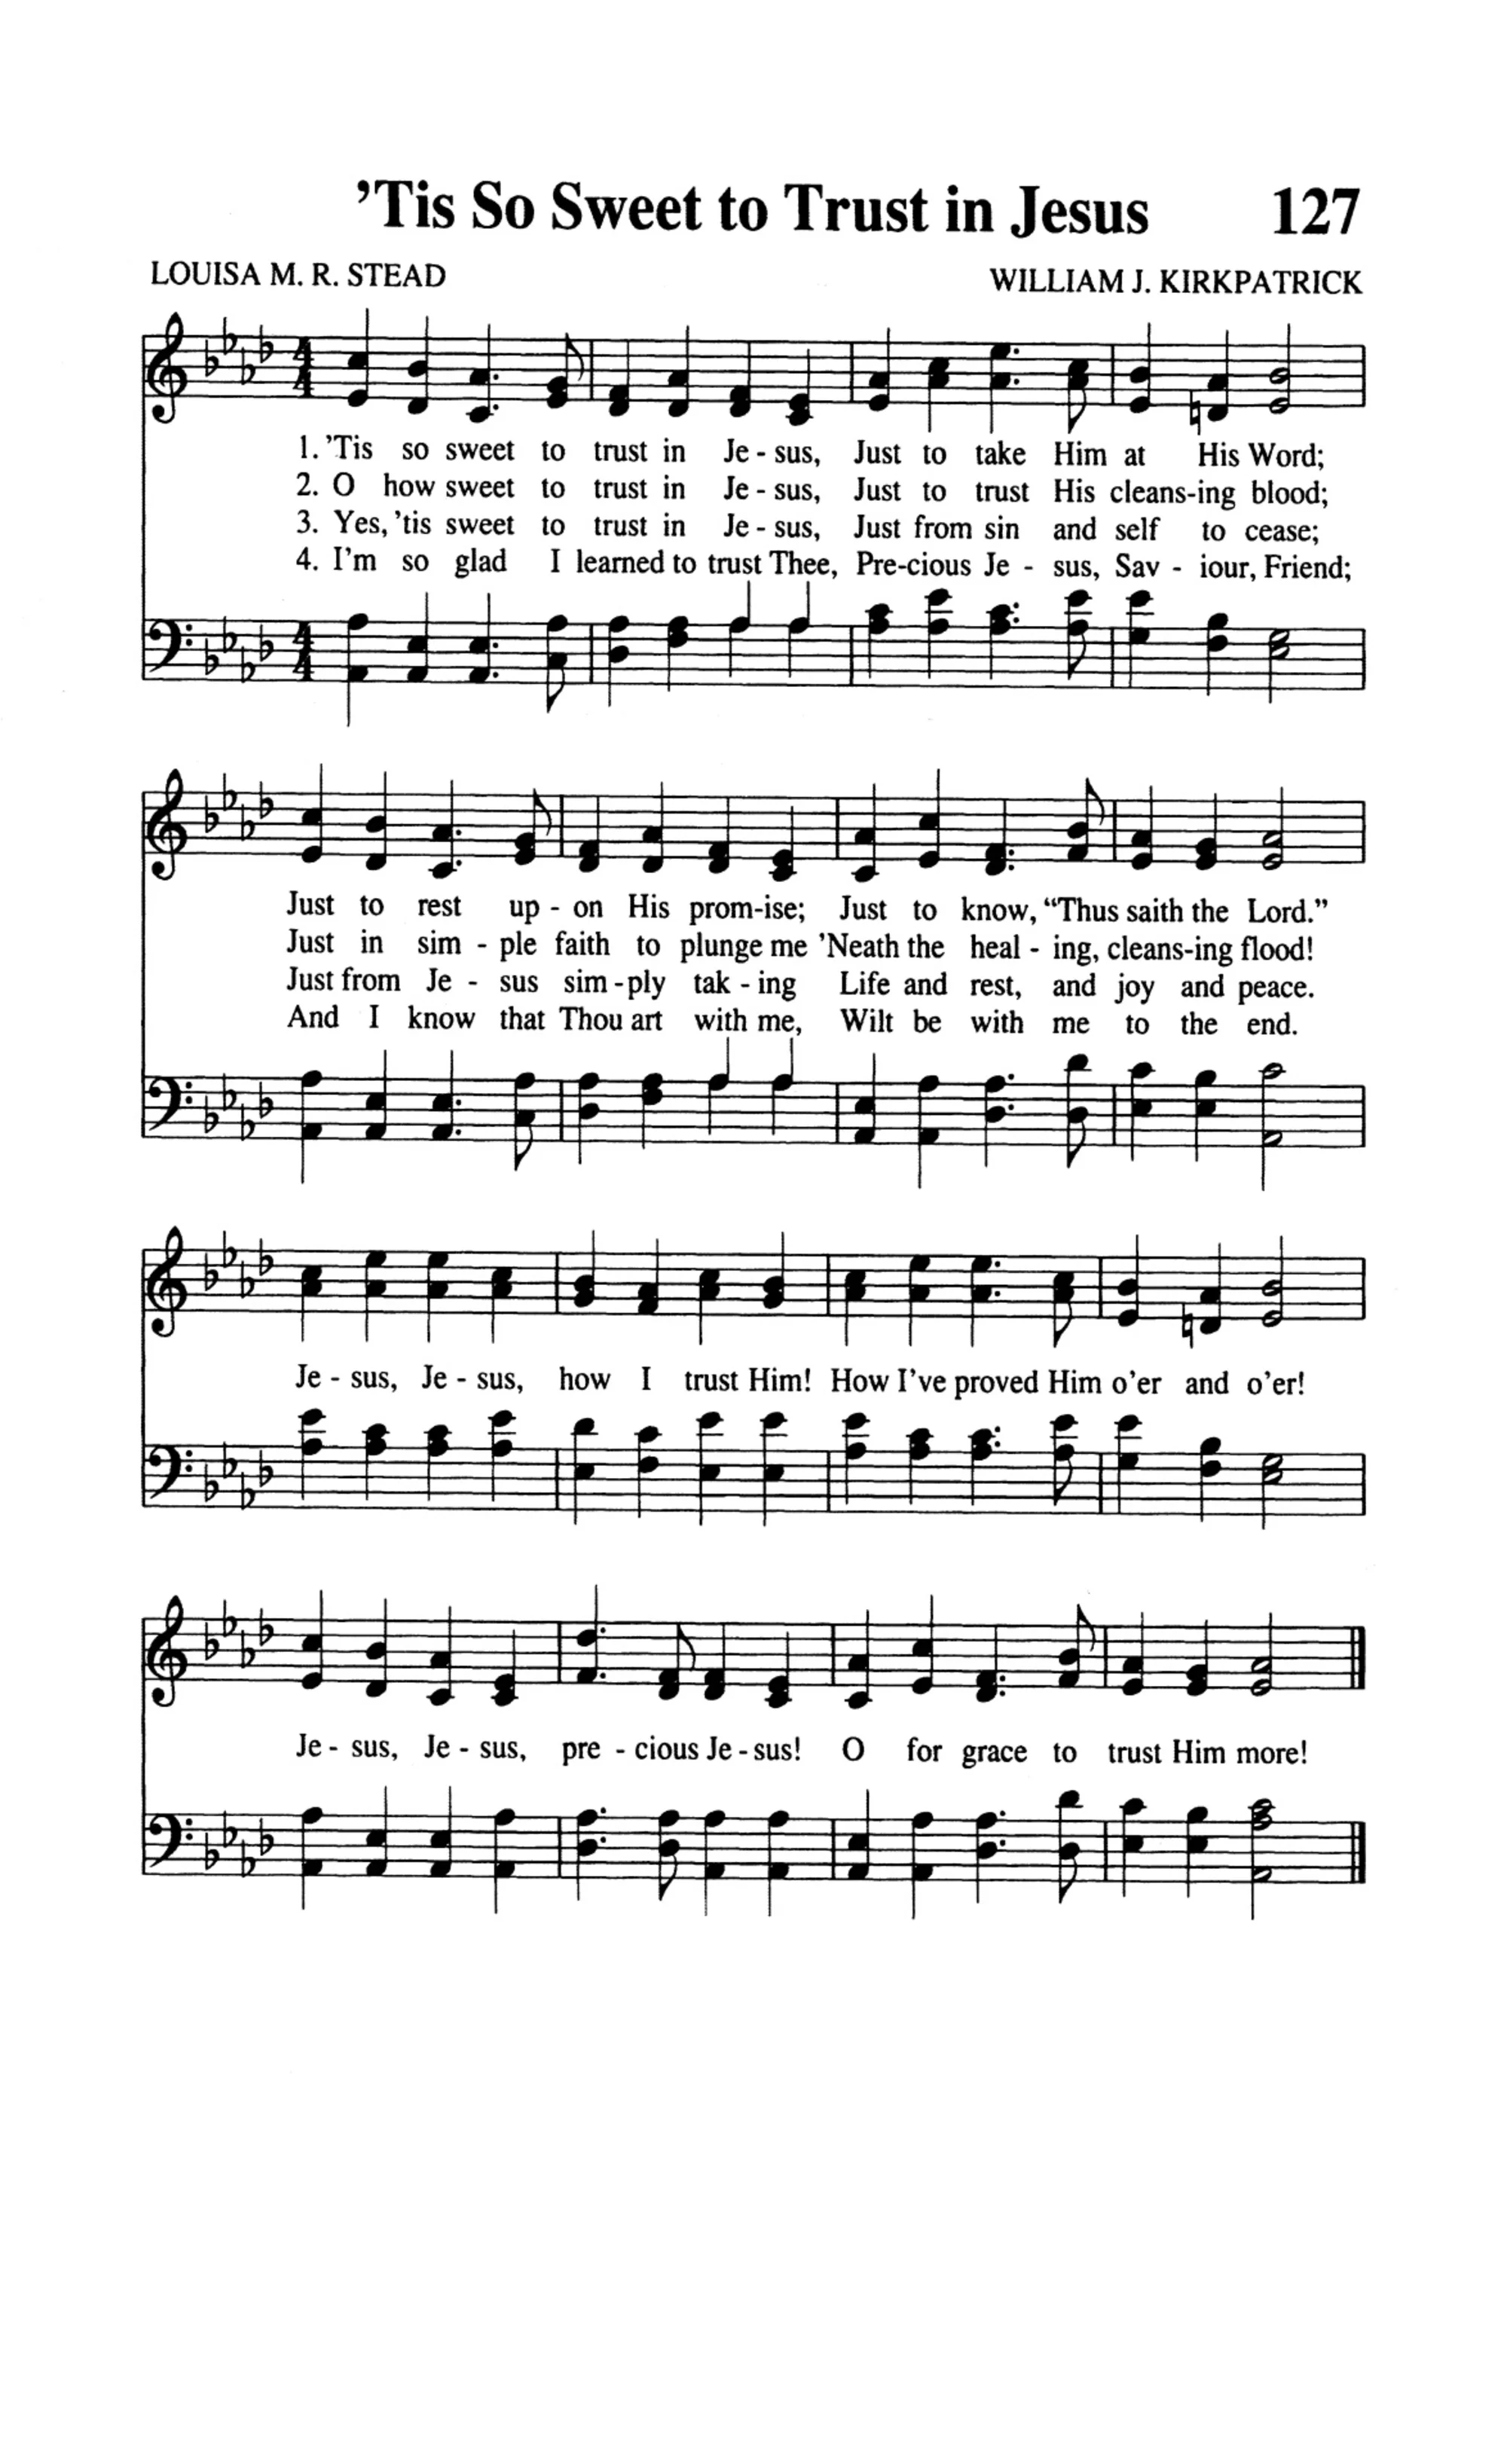 ’Tis So Sweet to Trust in Jesus 127
LOUISA M. R. STEAD WILLIAM J. KIRKPATRICK
1. ’Tis so sweet to trust in Je - sus, Just to take Him at His Word;
2. O how sweet to trust in Je - sus, Just to trust His cleans-ing blood;
3. Yes, ’tis sweet to trust in Je - sus, Just from sin and self to cease;
4. I’m so glad I learned to trust Thee, Pre-cious Je - sus, Sav - iour, Friend;
Just to rest up - on His prom-ise; Just to know, “Thus saith the Lord.”
Just in sim - ple faith to plunge me ’Neath the heal - ing, cleans-ing flood!
Just from Je - sus sim - ply tak - ing Life and rest, and joy and peace.
And I know that Thou art with me, Wilt be with me to the end.
Je - sus, Je - sus, how I trust Him! How I’ve proved Him o’er and o’er!
Je - sus, Je - sus, pre - cious Je - sus! O for grace to trust Him more!